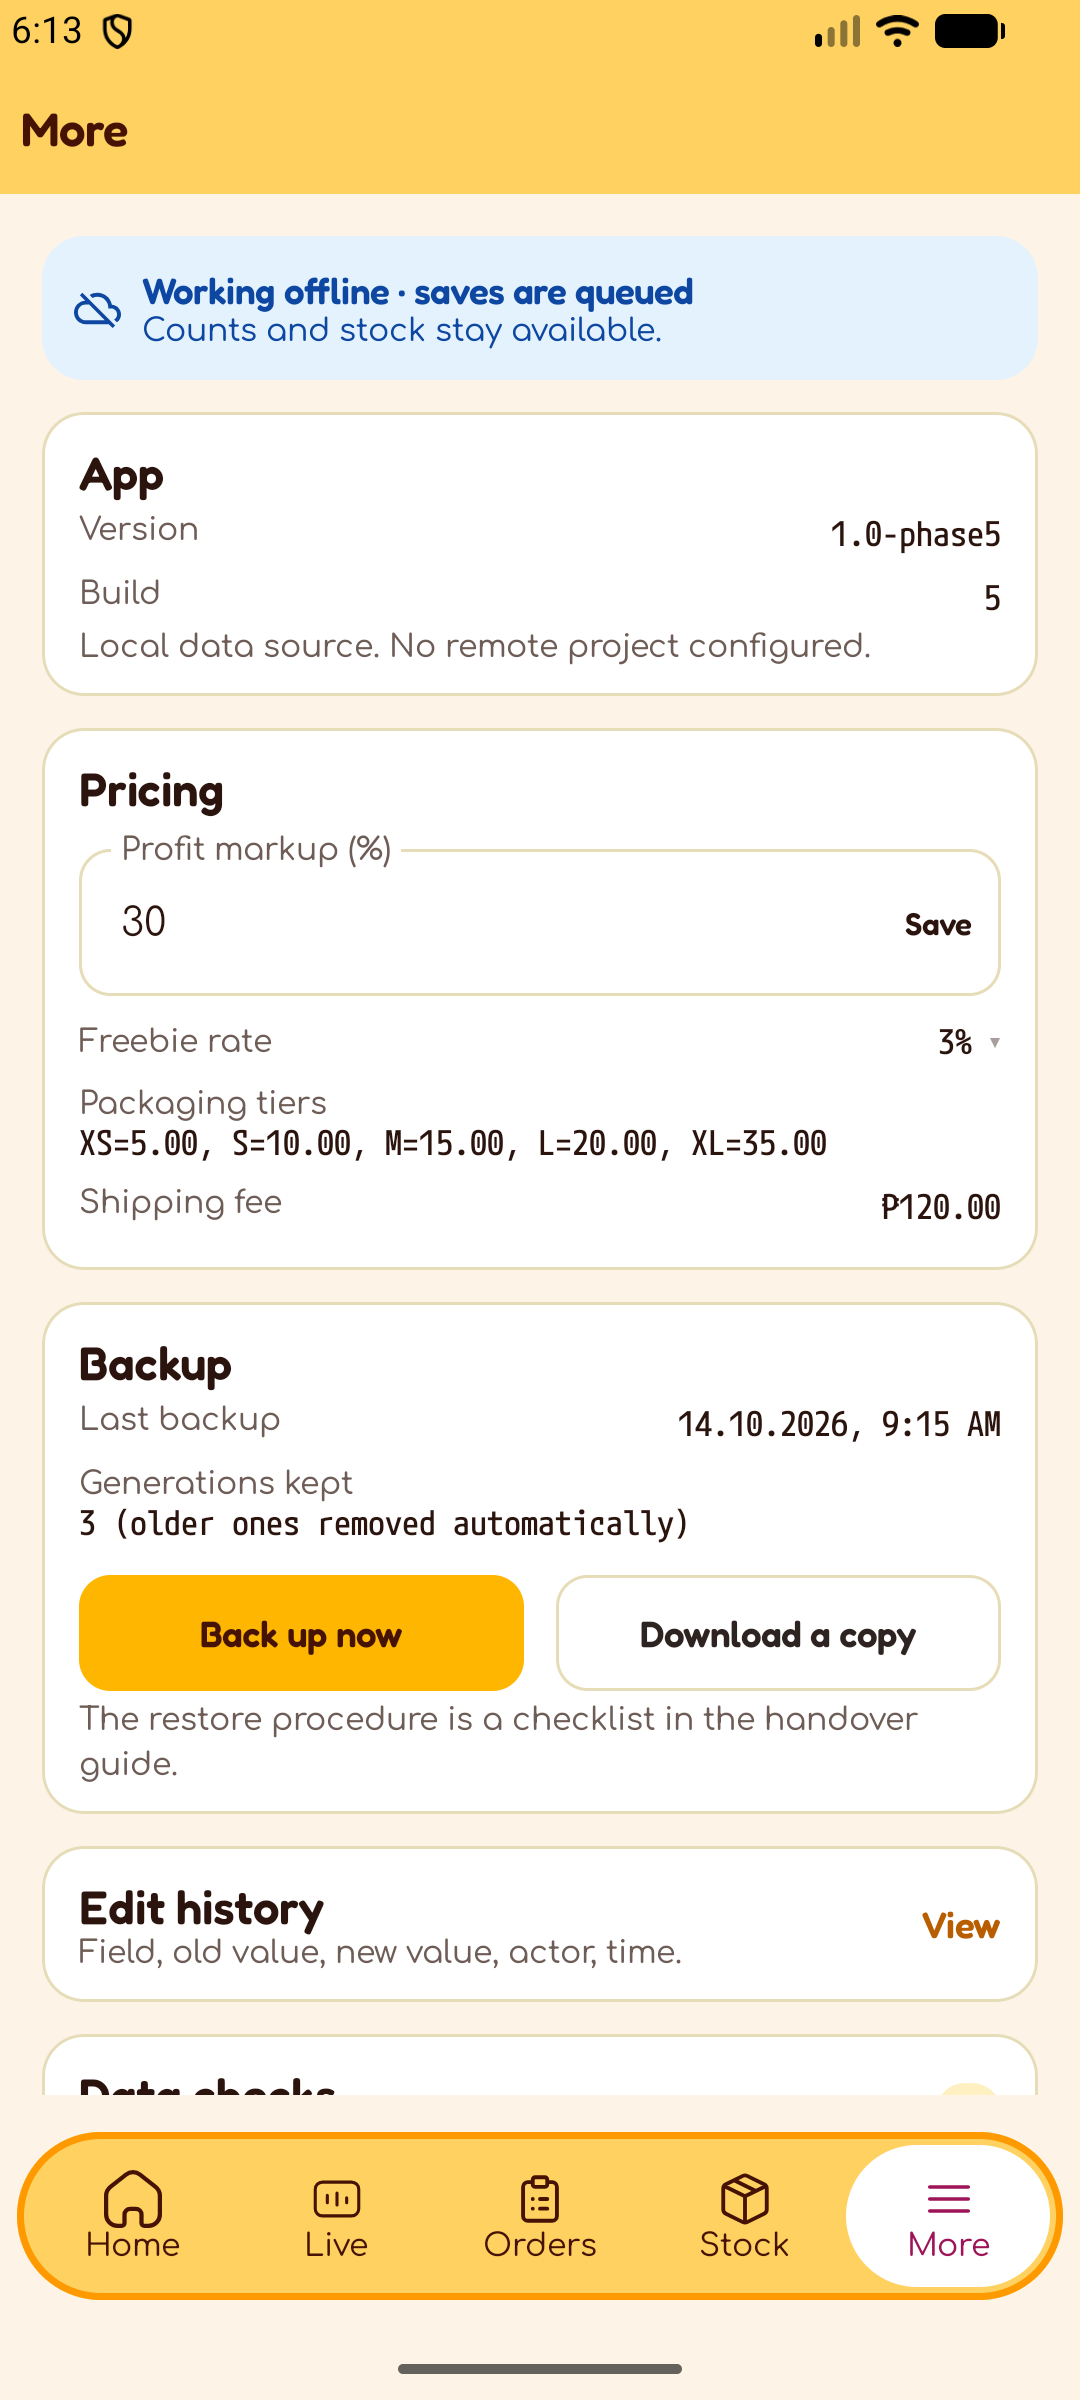 6:13
More
Working offline · saves are queued
Counts and stock stay available.
App
Version 1.0-phase5
Build 5
Local data source. No remote project configured.
Pricing
Profit markup (%)
30 Save
Freebie rate 3% ▼
Packaging tiers
XS=5.00, S=10.00, M=15.00, L=20.00, XL=35.00
Shipping fee ₱120.00
Backup
Last backup 14.10.2026, 9:15 AM
Generations kept
3 (older ones removed automatically)
Back up now Download a copy
The restore procedure is a checklist in the handover
guide.
Edit history View
Field, old value, new value, actor, time.
Data checks
Home Live Orders Stock More